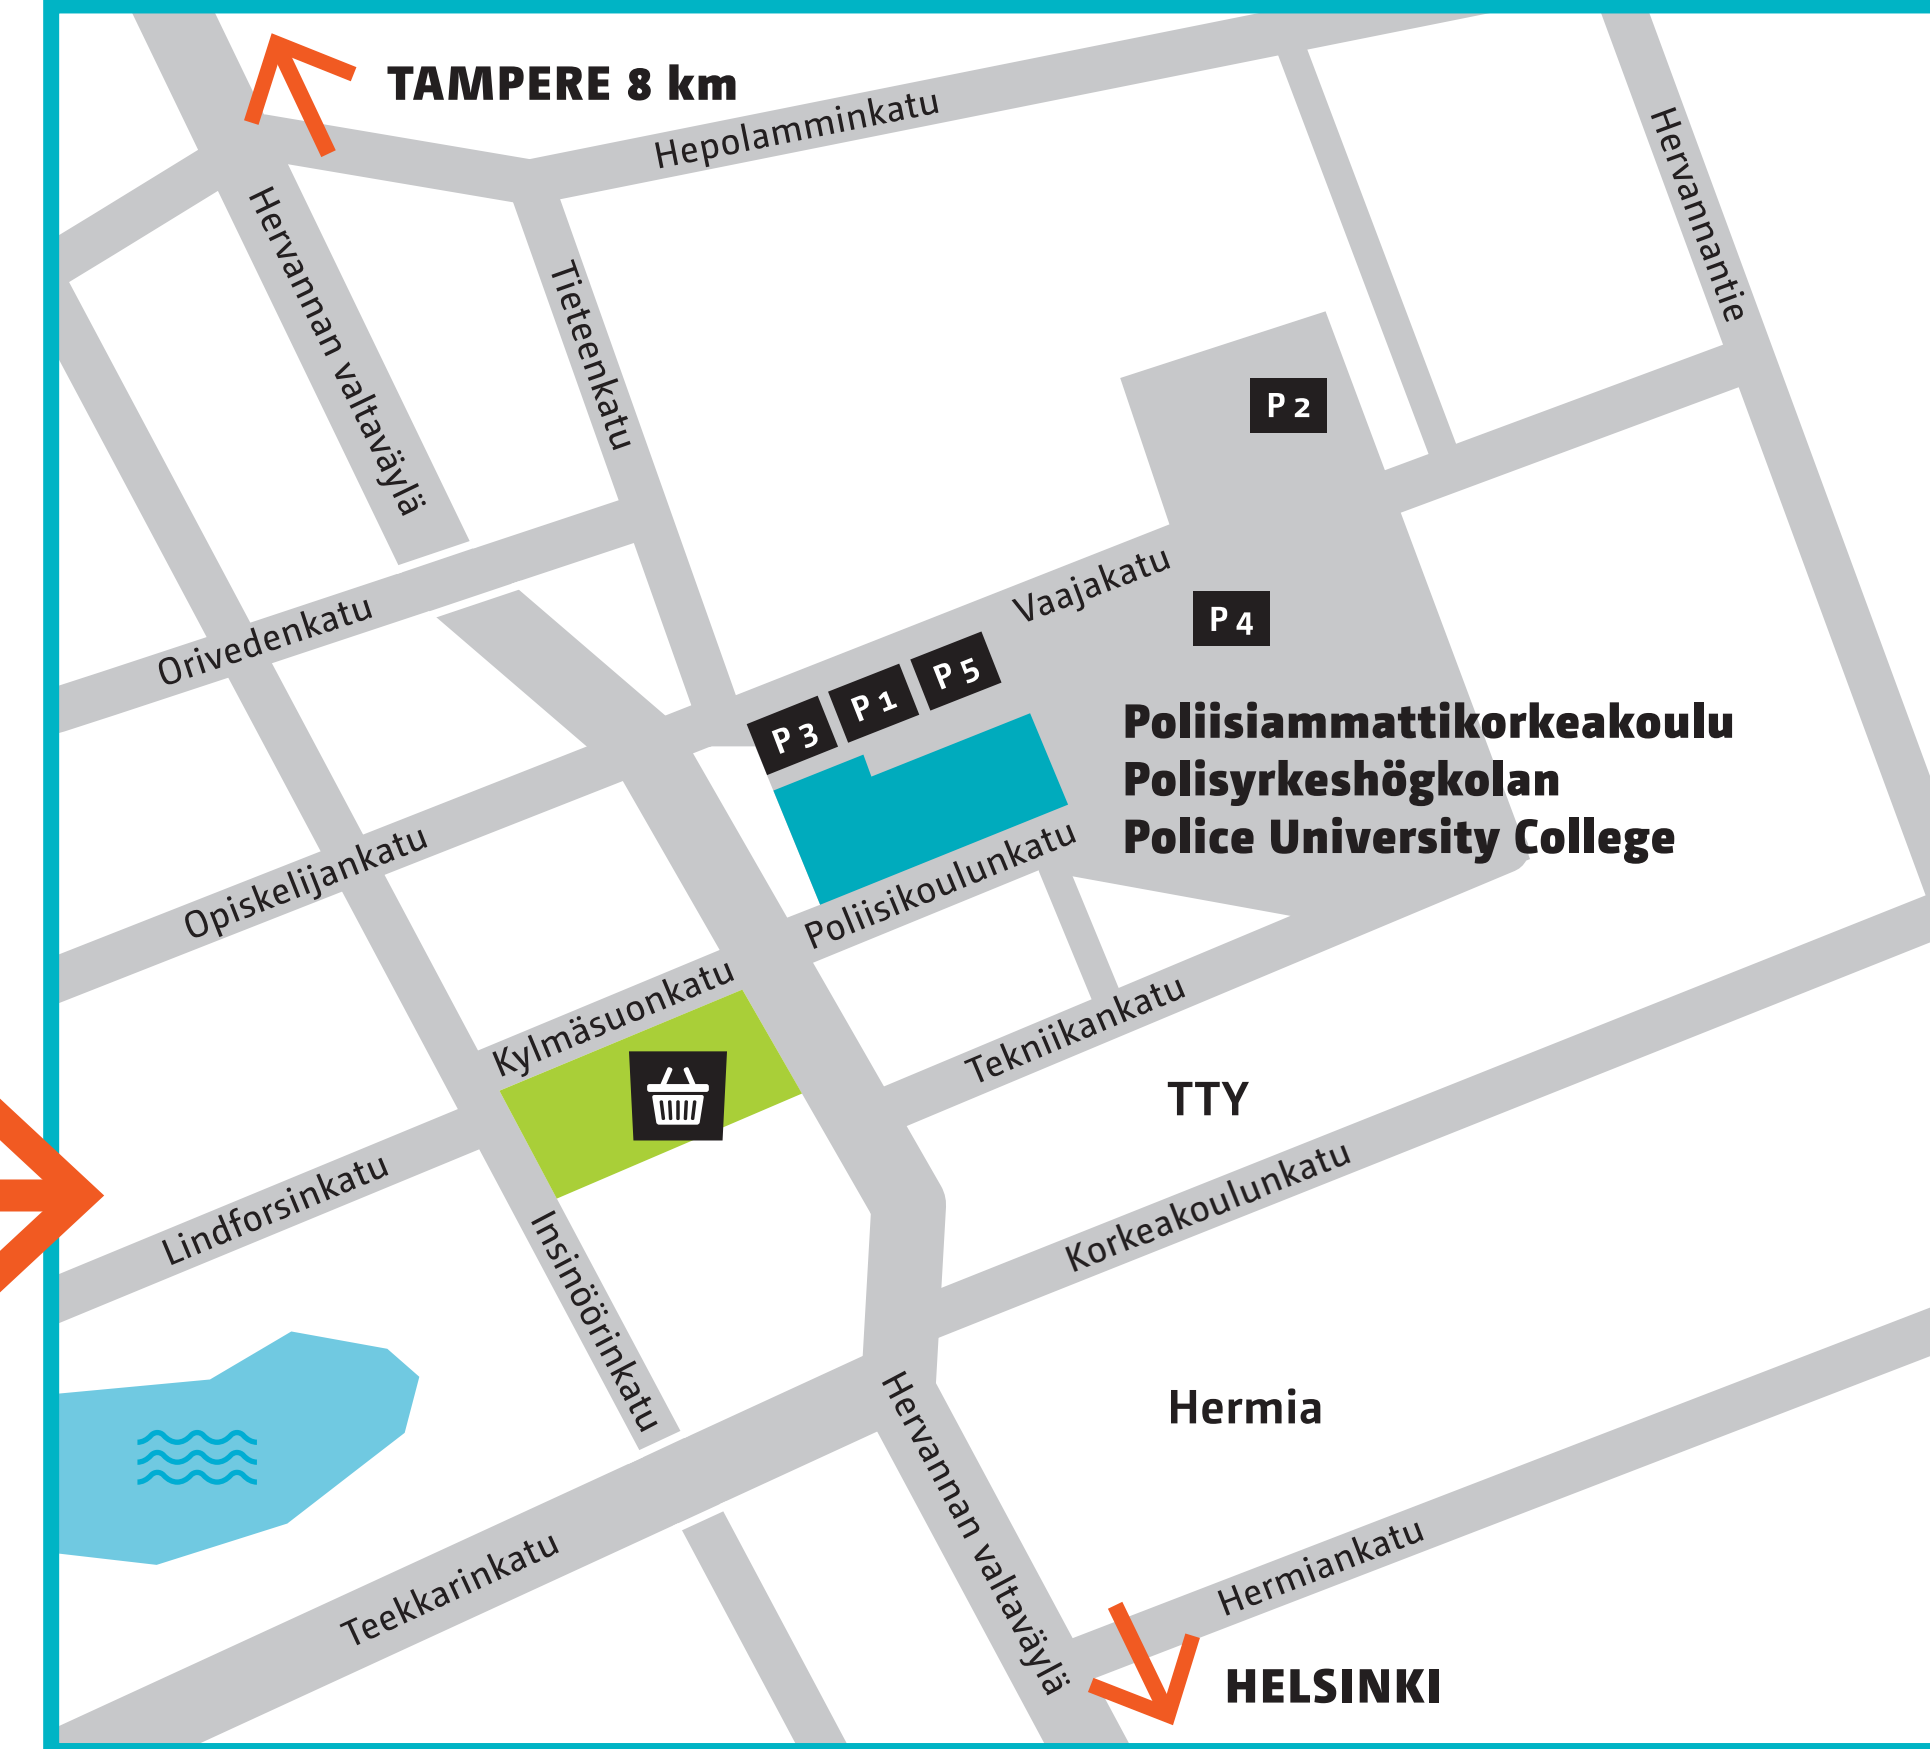 TAMPERE 8 km
Hepolamminkatu
Hervannantie
Hervannan valtaväylä
Tieteenkatu
P 2
Vaajakatu
P 4
Orivedenkatu
P 5
P 1
P 3
Poliisiammattikorkeakoulu
Polisyrkeshögkolan
Police University College
Opiskelijankatu
Poliisikoulunkatu
Kylmäsuonkatu
Tekniikankatu
TTY
Lindforsinkatu
Korkeakoulunkatu
Insinöörinkatu
Hermia
Hervannan valtaväylä
Teekkarinkatu
Hermiankatu
HELSINKI